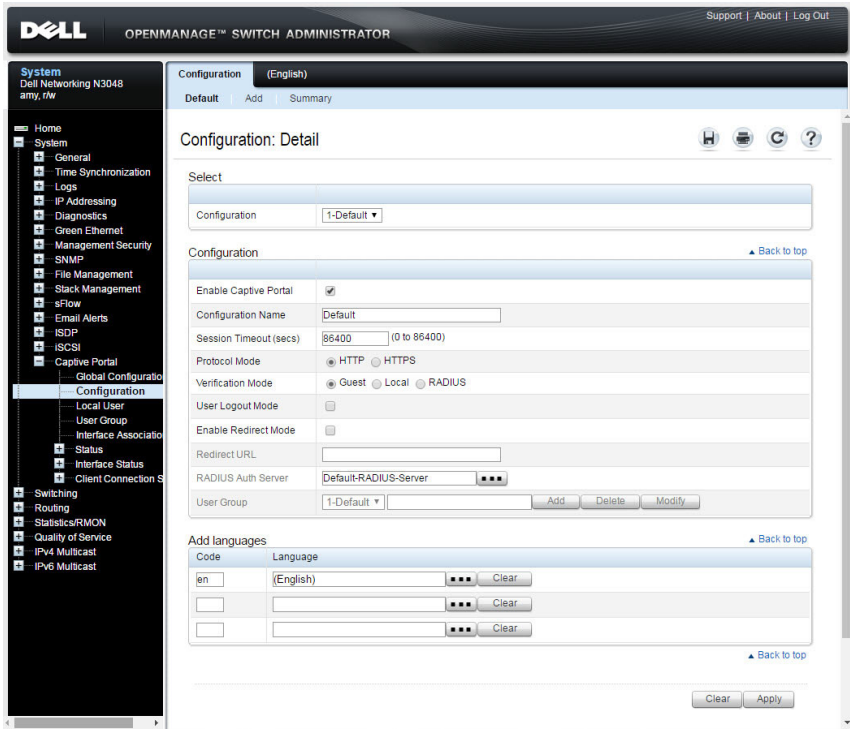 Support | About | Log Out
DELL OPENMANAGE™ SWITCH ADMINISTRATOR
System
Dell Networking N3048
amy, r/w
Home
System
General
Time Synchronization
Logs
IP Addressing
Diagnostics
Green Ethernet
Management Security
SNMP
File Management
Stack Management
sFlow
Email Alerts
ISDP
iSCSI
Captive Portal
Global Configuratio
Configuration
Local User
User Group
Interface Associatio
Status
Interface Status
Client Connection S
Switching
Routing
Statistics/RMON
Quality of Service
IPv4 Multicast
IPv6 Multicast
Configuration (English)
Default Add Summary
Configuration: Detail
Select
Configuration 1-Default
Configuration Back to top
Enable Captive Portal
Configuration Name Default
Session Timeout (secs) 86400 (0 to 86400)
Protocol Mode HTTP HTTPS
Verification Mode Guest Local RADIUS
User Logout Mode
Enable Redirect Mode
Redirect URL
RADIUS Auth Server Default-RADIUS-Server
User Group 1-Default Add Delete Modify
Add languages Back to top
Code Language
en (English) Clear
Clear
Clear
Back to top
Clear Apply